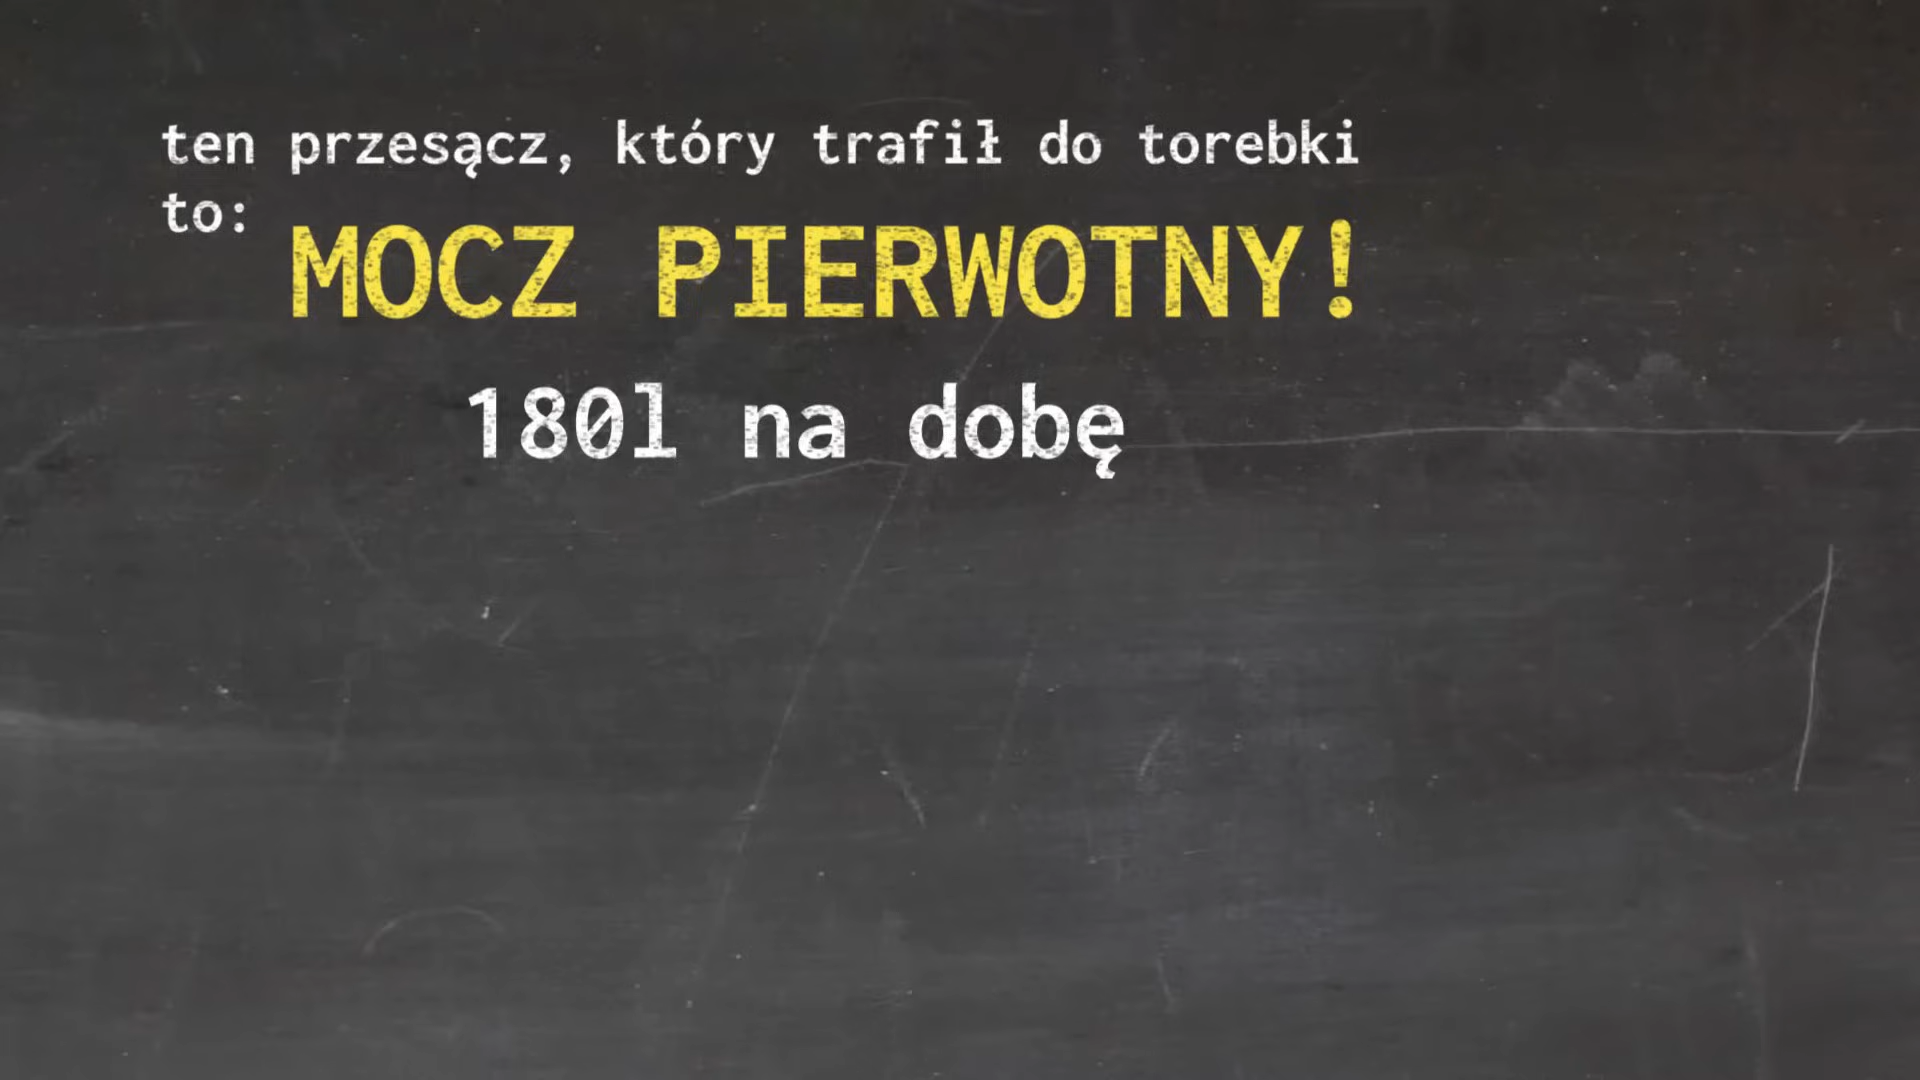 ten przesącz, który trafił do torebki
to:
MOCZ PIERWOTNY!
180l na dobę